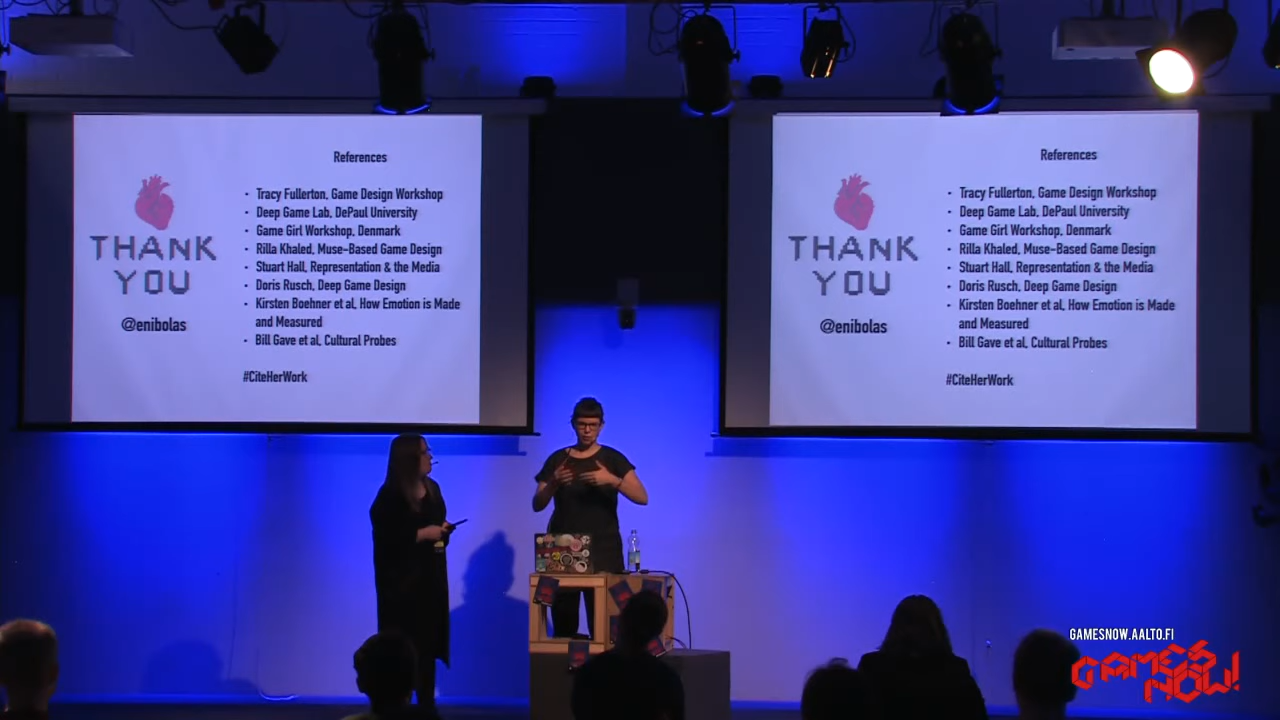 References
• Tracy Fullerton, Game Design Workshop
• Deep Game Lab, DePaul University
• Game Girl Workshop, Denmark
• Rilla Khaled, Muse-Based Game Design
• Stuart Hall, Representation & the Media
• Doris Rusch, Deep Game Design
• Kirsten Boehner et al, How Emotion is Made
and Measured
• Bill Gave et al, Cultural Probes
#CiteHerWork
THANK
YOU
@enibolas
References
• Tracy Fullerton, Game Design Workshop
• Deep Game Lab, DePaul University
• Game Girl Workshop, Denmark
• Rilla Khaled, Muse-Based Game Design
• Stuart Hall, Representation & the Media
• Doris Rusch, Deep Game Design
• Kirsten Boehner et al, How Emotion is Made
and Measured
• Bill Gave et al, Cultural Probes
#CiteHerWork
THANK
YOU
@enibolas
GAMESNOW.AALTO.FI
GAMES
NOW!